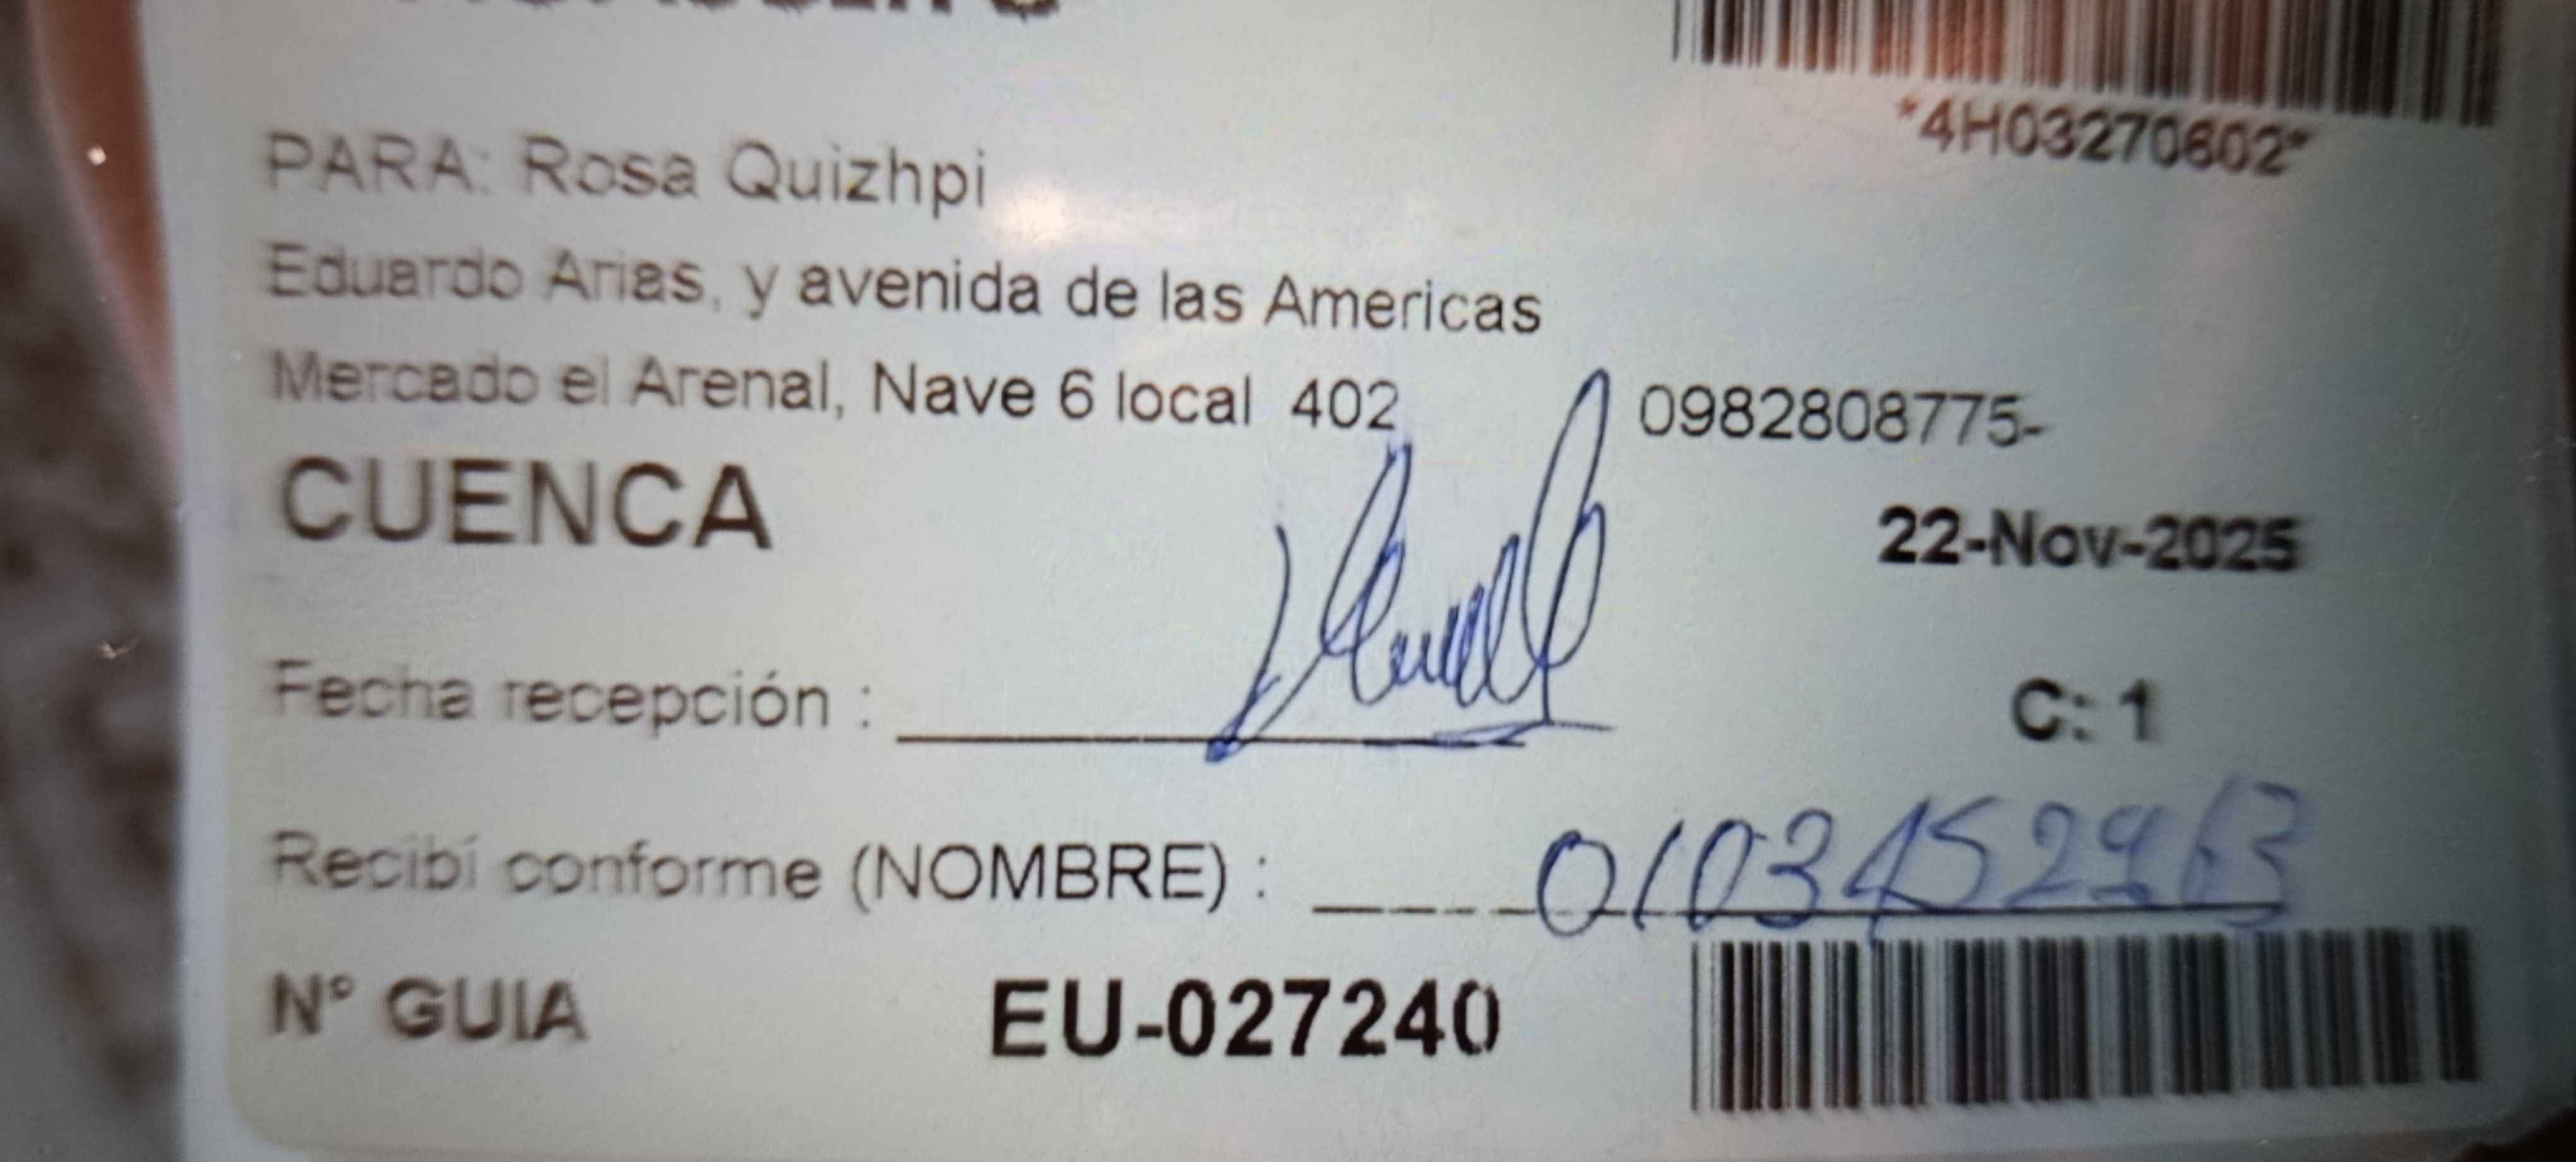 *4H03270602*
PARA: Rosa Quizhpi
Eduardo Arias, y avenida de las Americas
Mercado el Arenal, Nave 6 local 402 0982808775-
CUENCA
22-Nov-2025
Fecha recepción :
C: 1
Recibí conforme (NOMBRE) : 0103452963
N° GUIA EU-027240